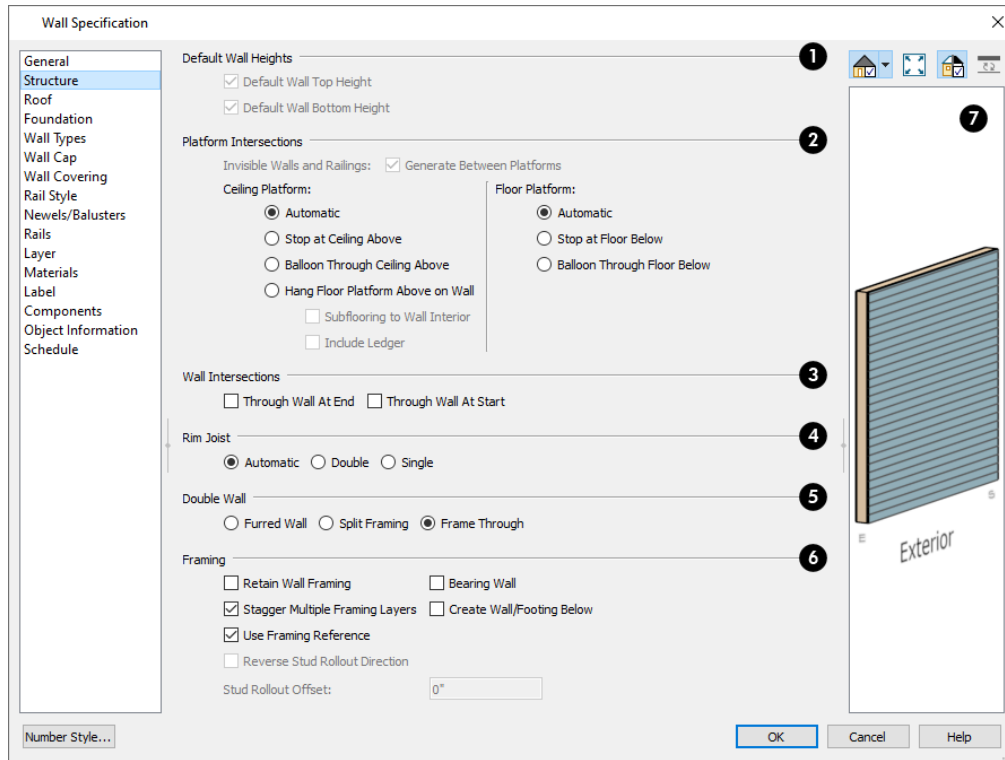 Wall Specification
General
Structure
Roof
Foundation
Wall Types
Wall Cap
Wall Covering
Rail Style
Newels/Balusters
Rails
Layer
Materials
Label
Components
Object Information
Schedule
Default Wall Heights 1
Default Wall Top Height
Default Wall Bottom Height
Platform Intersections 2
Invisible Walls and Railings: Generate Between Platforms
Ceiling Platform: Floor Platform:
Automatic Automatic
Stop at Ceiling Above Stop at Floor Below
Balloon Through Ceiling Above Balloon Through Floor Below
Hang Floor Platform Above on Wall
Subflooring to Wall Interior
Include Ledger
Wall Intersections 3
Through Wall At End Through Wall At Start
Rim Joist 4
Automatic Double Single
Double Wall 5
Furred Wall Split Framing Frame Through
Framing 6
Retain Wall Framing Bearing Wall
Stagger Multiple Framing Layers Create Wall/Footing Below
Use Framing Reference
Reverse Stud Rollout Direction
Stud Rollout Offset: 0"
7
S
E
Exterior
Number Style... OK Cancel Help